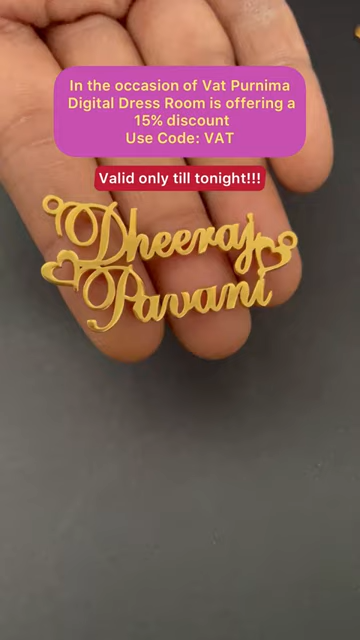 In the occasion of Vat Purnima
Digital Dress Room is offering a
15% discount
Use Code: VAT
Valid only till tonight!!!
Dheeraj
Pavani